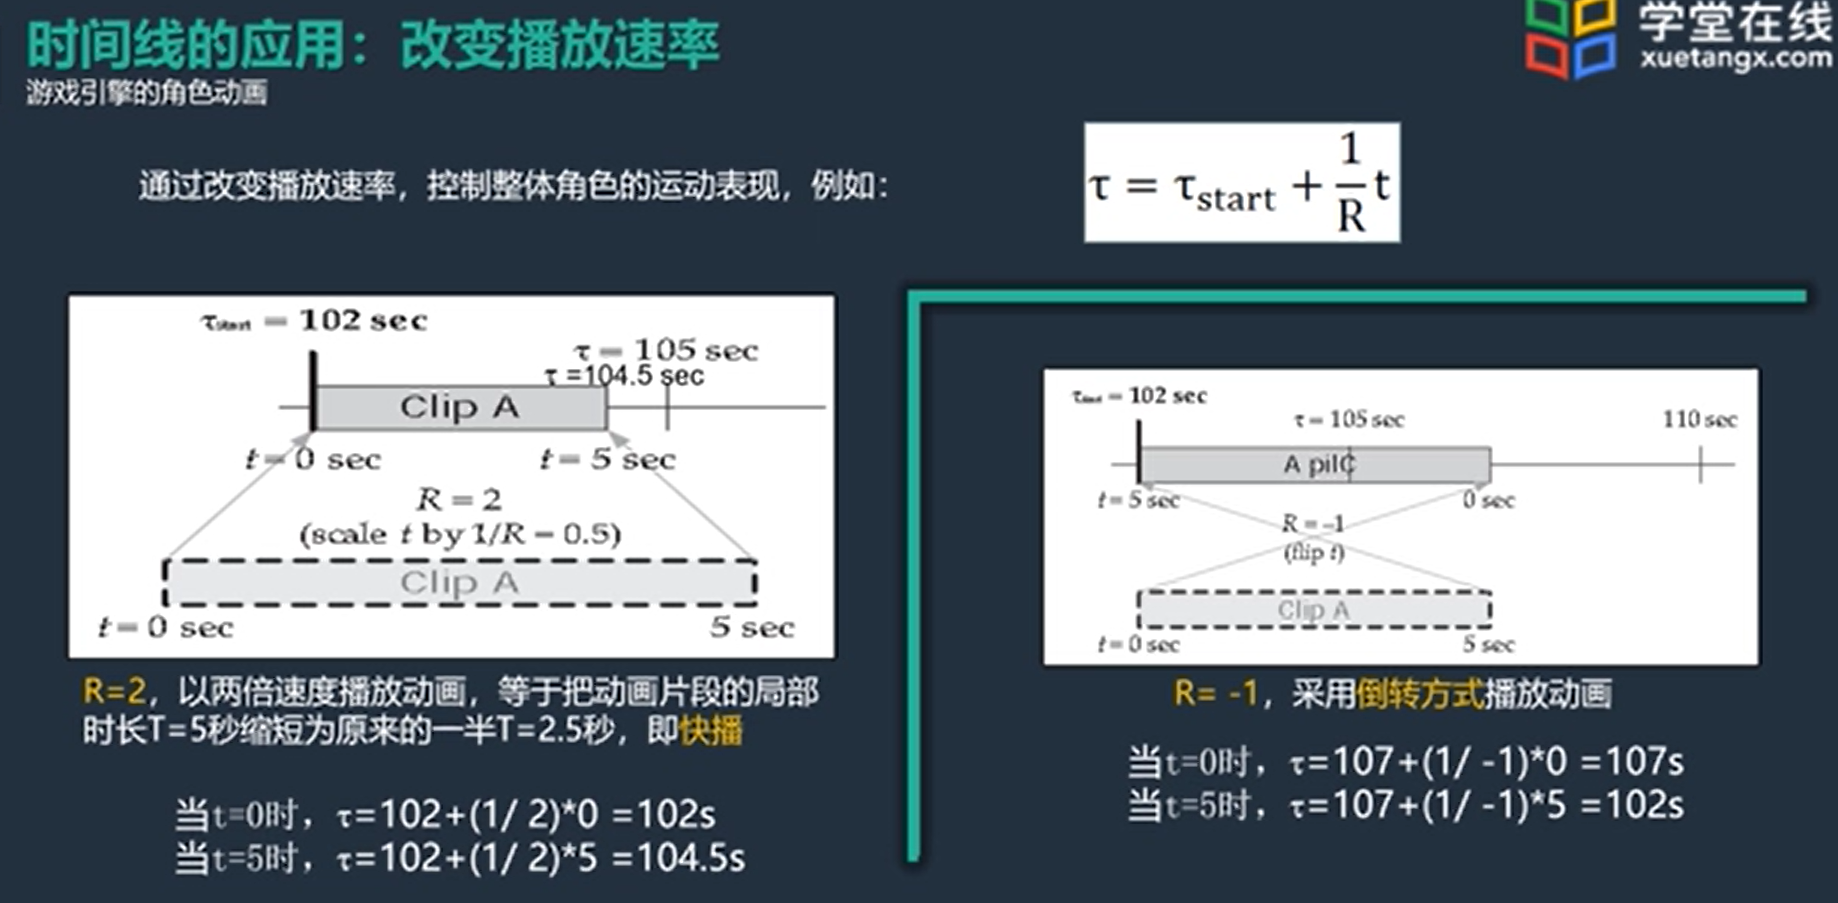 时间线的应用：改变播放速率
游戏引擎的角色动画
学堂在线
xuetangx.com
通过改变播放速率，控制整体角色的运动表现，例如：
τ = τstart + 1/R t
τstart = 102 sec
τ = 105 sec
τ =104.5 sec
Clip A
t = 0 sec
t = 5 sec
R = 2
(scale t by 1/R = 0.5)
Clip A
t = 0 sec
5 sec
R=2，以两倍速度播放动画，等于把动画片段的局部
时长T=5秒缩短为原来的一半T=2.5秒，即快播
当t=0时，τ=102+(1/ 2)*0 =102s
当t=5时，τ=102+(1/ 2)*5 =104.5s
τstart = 102 sec
τ = 105 sec
110 sec
A pilC
t = 5 sec
0 sec
R = -1
(flip t)
Clip A
t = 0 sec
5 sec
R= -1，采用倒转方式播放动画
当t=0时，τ=107+(1/ -1)*0 =107s
当t=5时，τ=107+(1/ -1)*5 =102s